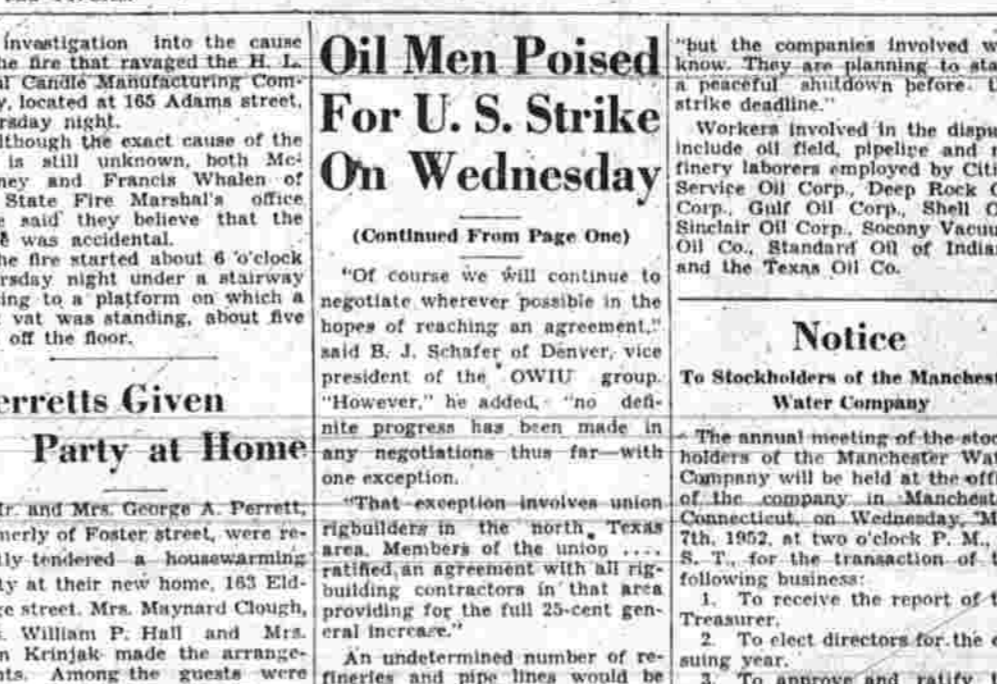 investigation into the cause
fire that ravaged the H. L.
Candle Manufacturing Com-
located at 165 Adams street,
night.
the exact cause of the
is still unknown, both Mc-
and Francis Whalen of
State Fire Marshal's office
said they believe that the
was accidental.
fire started about 6 o'clock
night under a stairway
to a platform on which a
vat was standing, about five
off the floor.
Given
Party at Home
and Mrs. George A. Perrett,
of Foster street, were re-
tendered a housewarming
at their new home, 163 Eld-
street. Mrs. Maynard Clough,
William P. Hall and Mrs.
Krinjak made the arrange-
Among the guests were
Oil Men Poised
For U. S. Strike
On Wednesday
(Continued From Page One)
"Of course we will continue to
negotiate wherever possible in the
hopes of reaching an agreement,"
said B. J. Schafer of Denver, vice
president of the OWIU group.
"However," he added, "no defi-
nite progress has been made in
any negotiations thus far—with
one exception.
"That exception involves union
rigbuilders in the north Texas
area. Members of the union ....
ratified an agreement with all rig-
building contractors in that area
providing for the full 25-cent gen-
eral increase."
An undetermined number of re-
fineries and pipe lines would be
"but the companies involved
know. They are planning to
a peaceful shutdown before
strike deadline."
Workers involved in the
include oil field, pipeline and
finery laborers employed by
Service Oil Corp., Deep Rock
Corp., Gulf Oil Corp., Shell
Sinclair Oil Corp., Socony
Oil Co., Standard Oil of
and the Texas Oil Co.
Notice
To Stockholders of the
Water Company
The annual meeting of the
holders of the Manchester
Company will be held at the
of the company in
Connecticut, on Wednesday,
7th, 1952, at two o'clock P. M.,
S. T., for the transaction of
following business:
1. To receive the report of
Treasurer.
2. To elect directors for the
suing year.
3. To approve and ratify